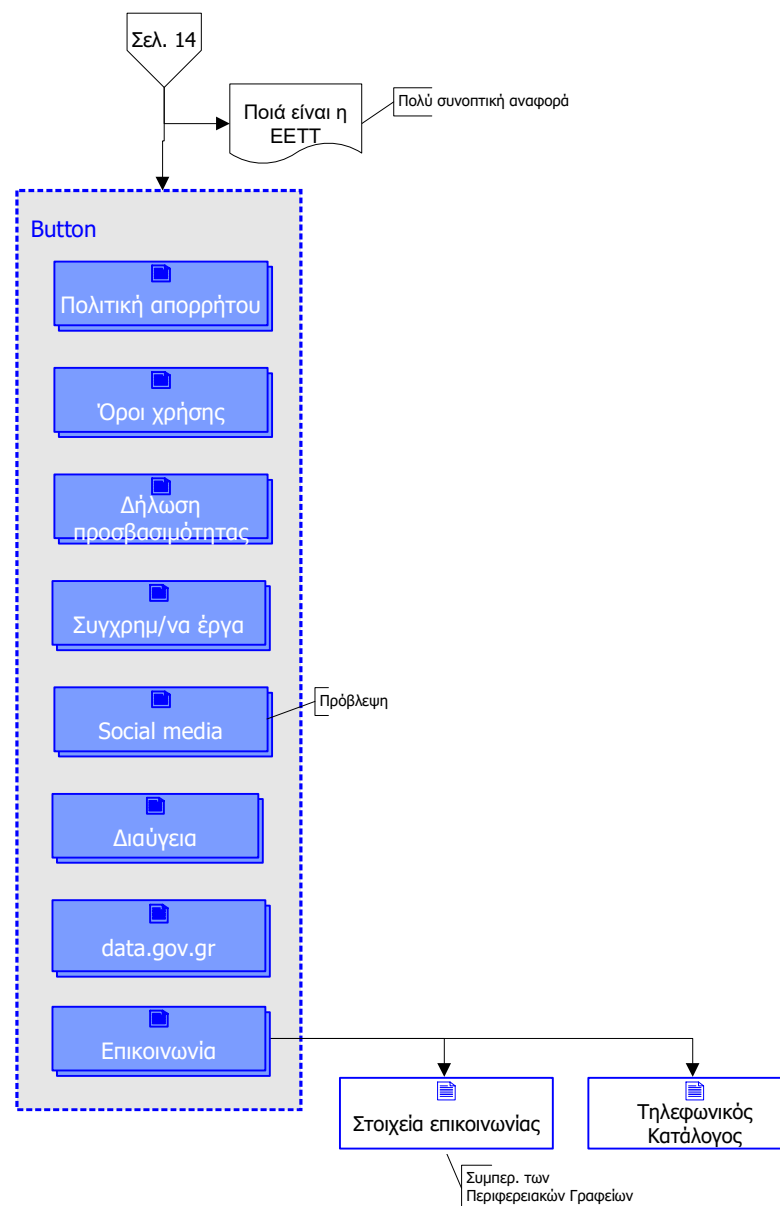 Σελ. 14
Ποιά είναι η
ΕΕΤΤ
Πολύ συνοπτική αναφορά
Button
Πολιτική απορρήτου
Όροι χρήσης
Δήλωση
προσβασιμότητας
Συγχρημ/να έργα
Social media
Πρόβλεψη
Διαύγεια
data.gov.gr
Επικοινωνία
Στοιχεία επικοινωνίας
Τηλεφωνικός
Κατάλογος
Συμπερ. των
Περιφερειακών Γραφείων